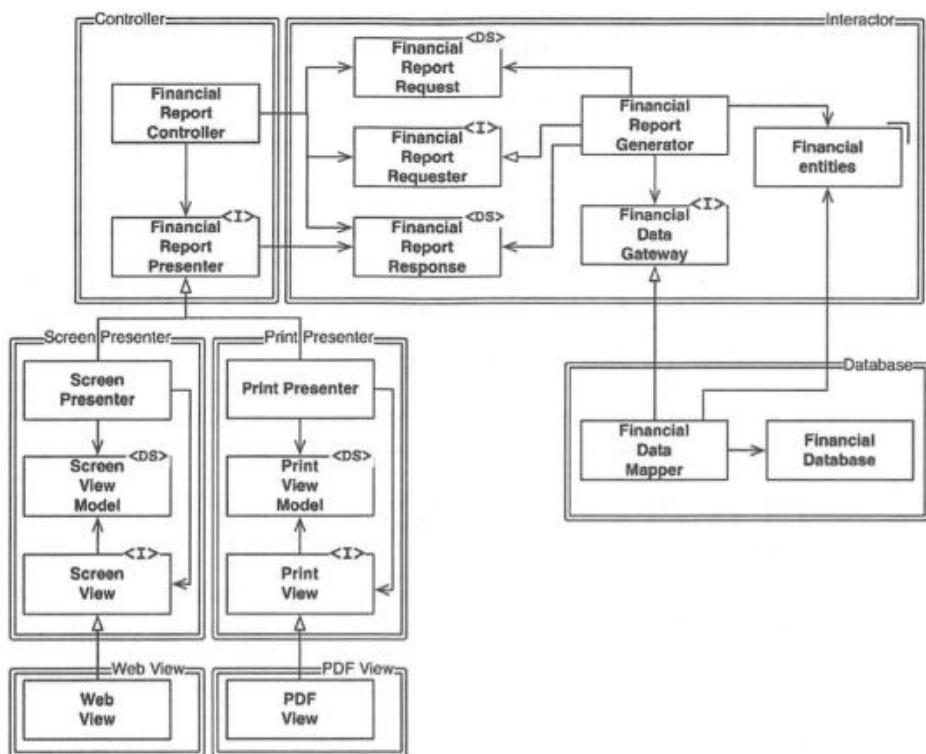 Controller
Interactor
<DS>
Financial
Report
Request
Financial
Report
Controller
Financial
Report
Generator
<I>
Financial
Report
Requester
Financial
entities
<I>
Financial
Report
Presenter
<DS>
Financial
Report
Response
<I>
Financial
Data
Gateway
Screen Presenter
Print Presenter
Database
Screen
Presenter
Print Presenter
Financial
Data
Mapper
Financial
Database
<DS>
Screen
View
Model
<DS>
Print
View
Model
<I>
Screen
View
<I>
Print
View
Web View
PDF View
Web
View
PDF
View